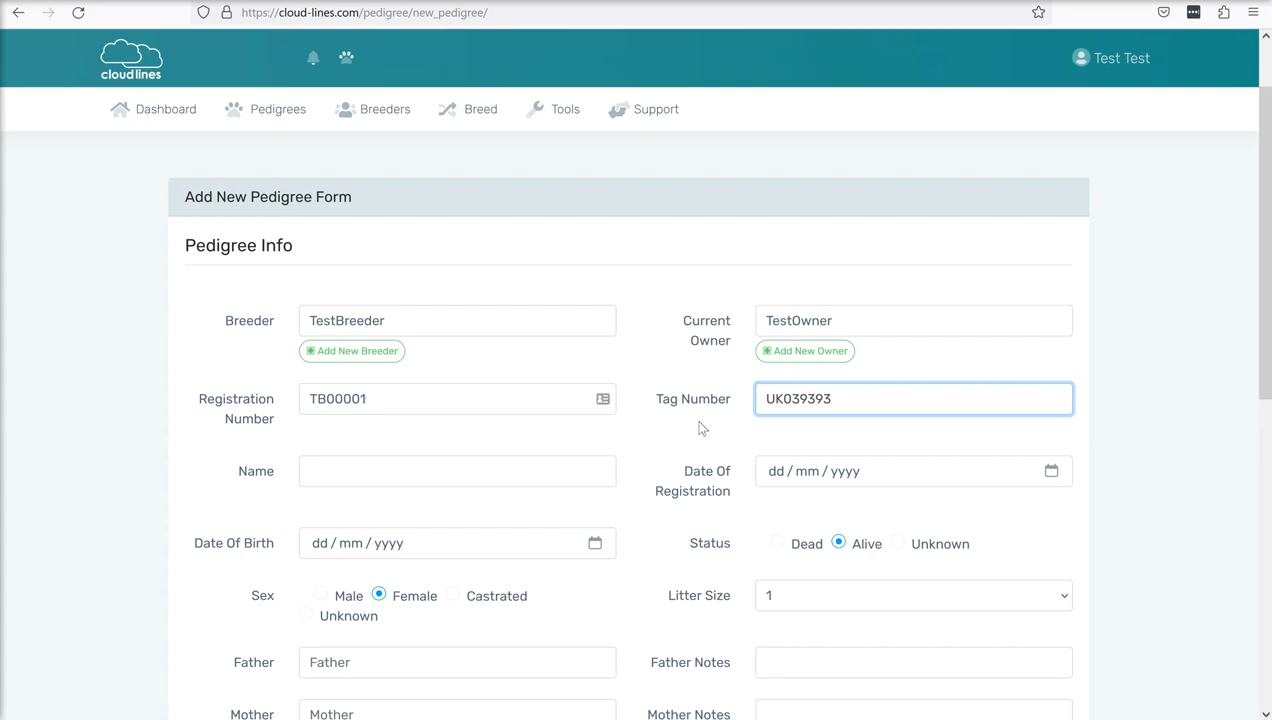 https://cloud-lines.com/pedigree/new_pedigree/
cloudlines
Test Test
Dashboard Pedigrees Breeders Breed Tools Support
Add New Pedigree Form
Pedigree Info
Breeder TestBreeder Current Owner TestOwner
Add New Breeder Add New Owner
Registration Number TB00001 Tag Number UK039393
Name Date Of Registration dd / mm / yyyy
Date Of Birth dd / mm / yyyy Status Dead Alive Unknown
Sex Male Female Castrated Unknown Litter Size 1
Father Father Father Notes
Mother Mother Mother Notes